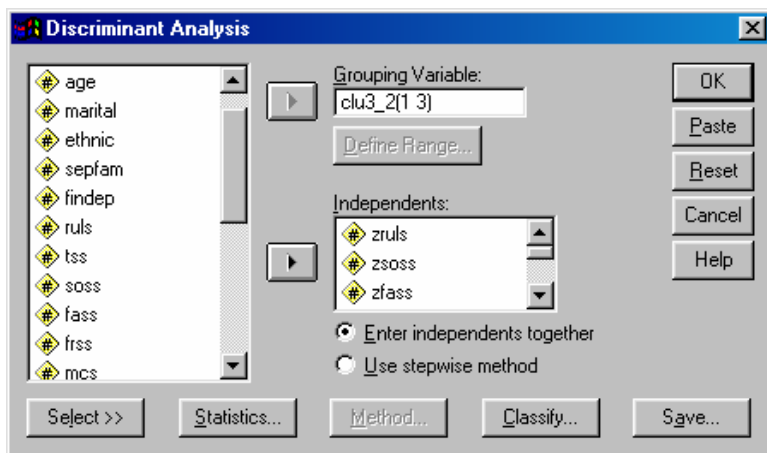 Discriminant Analysis
age
marital
ethnic
sepfam
findep
ruls
tss
soss
fass
frss
mcs
Grouping Variable:
clu3_2(1 3)
Define Range...
Independents:
zruls
zsoss
zfass
Enter independents together
Use stepwise method
OK
Paste
Reset
Cancel
Help
Select >>
Statistics...
Method...
Classify...
Save...